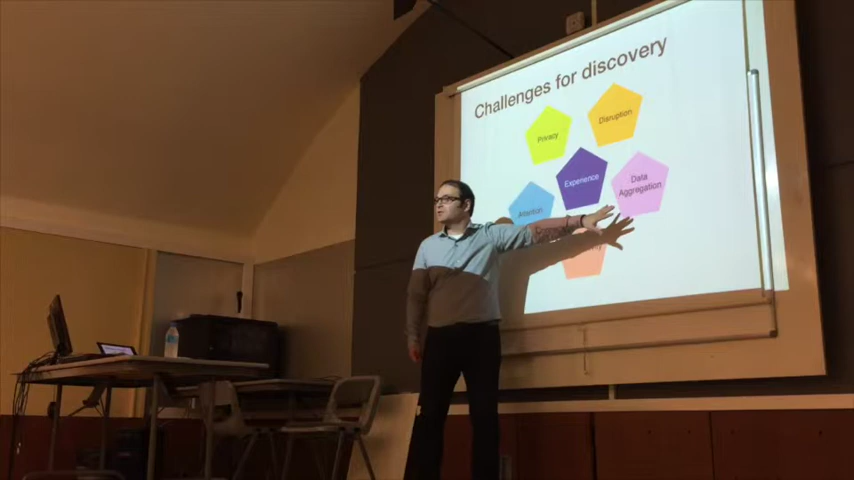 Challenges for discovery
Privacy
Disruption
Experience
Data
Aggregation
Attention